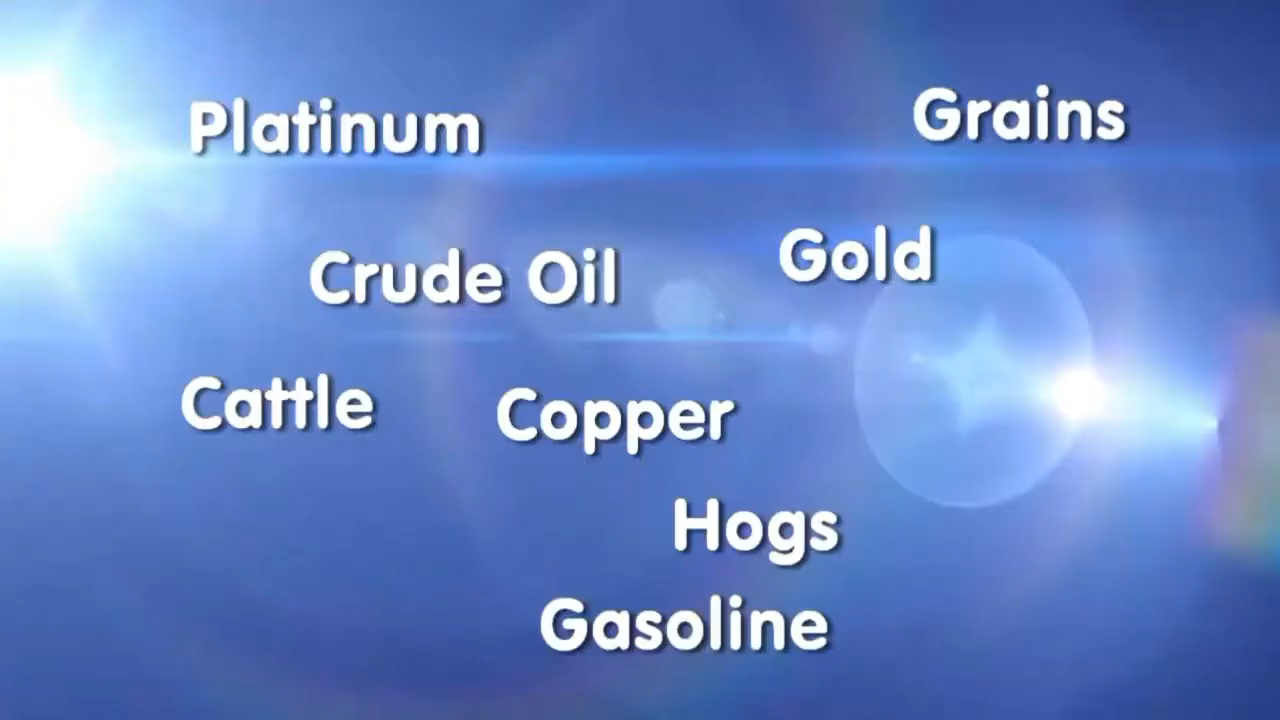 Platinum
Grains
Crude Oil
Gold
Cattle
Copper
Hogs
Gasoline